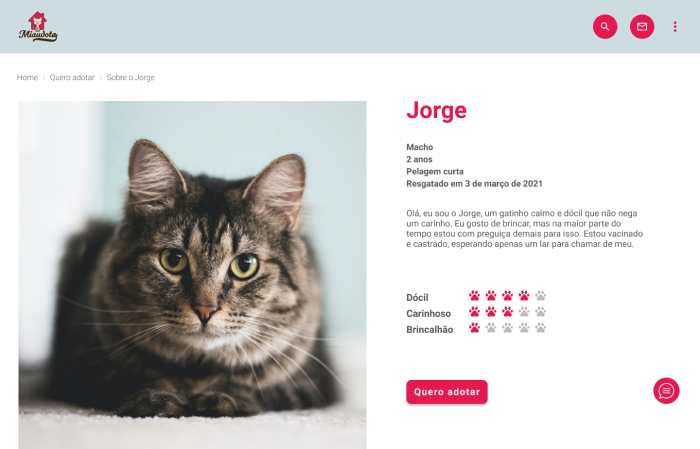 Miaudota
Home > Quero adotar > Sobre o Jorge
Jorge
Macho
2 anos
Pelagem curta
Resgatado em 3 de março de 2021
Olá, eu sou o Jorge, um gatinho calmo e dócil que não nega
um carinho. Eu gosto de brincar, mas na maior parte do
tempo estou com preguiça demais para isso. Estou vacinado
e castrado, esperando apenas um lar para chamar de meu.
Dócil
Carinhoso
Brincalhão
Quero adotar